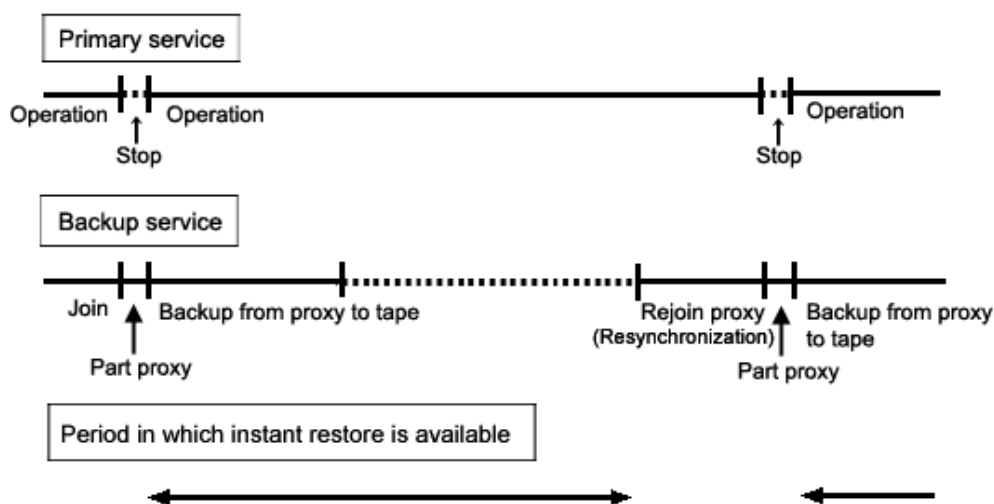 Primary service
Operation
Operation
Operation
Stop
Stop
Backup service
Join
Backup from proxy to tape
Rejoin proxy
(Resynchronization)
Backup from proxy
to tape
Part proxy
Part proxy
Period in which instant restore is available